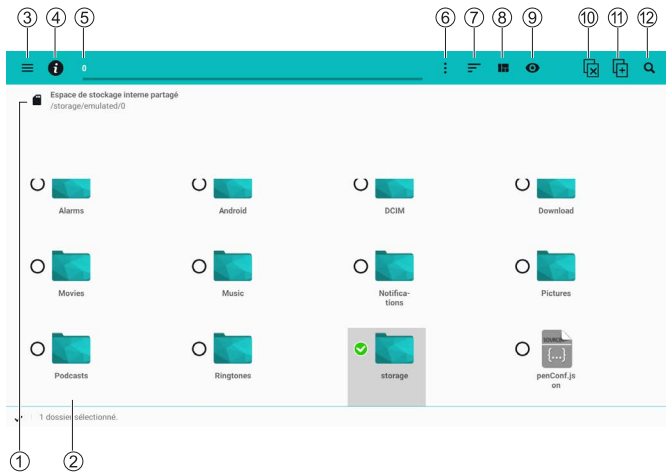 ③ ④ ⑤ ⑥ ⑦ ⑧ ⑨ ⑩ ⑪ ⑫
0
Espace de stockage interne partagé
/storage/emulated/0
Alarms Android DCIM Download
Movies Music Notifica-
tions Pictures
SOURCE
{...}
Podcasts Ringtones storage penConf.js
on
1 dossier sélectionné.
① ②